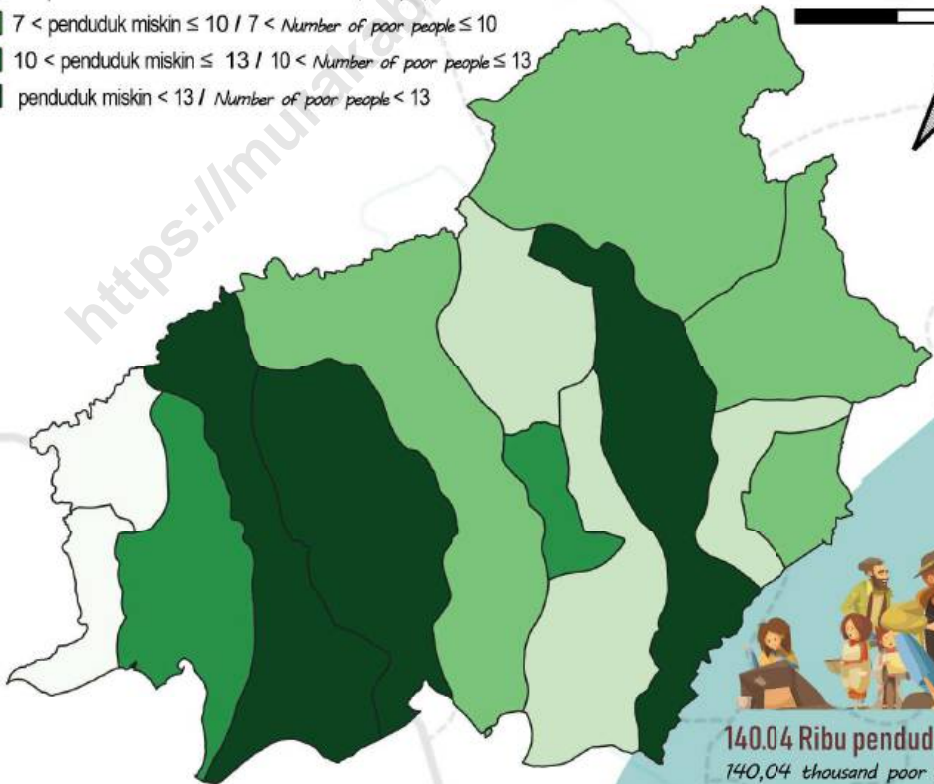 7 < penduduk miskin ≤ 10 / 7 < Number of poor people ≤ 10
10 < penduduk miskin ≤ 13 / 10 < Number of poor people ≤ 13
penduduk miskin < 13 / Number of poor people < 13
140.04 Ribu pendud
140,04 thousand poor